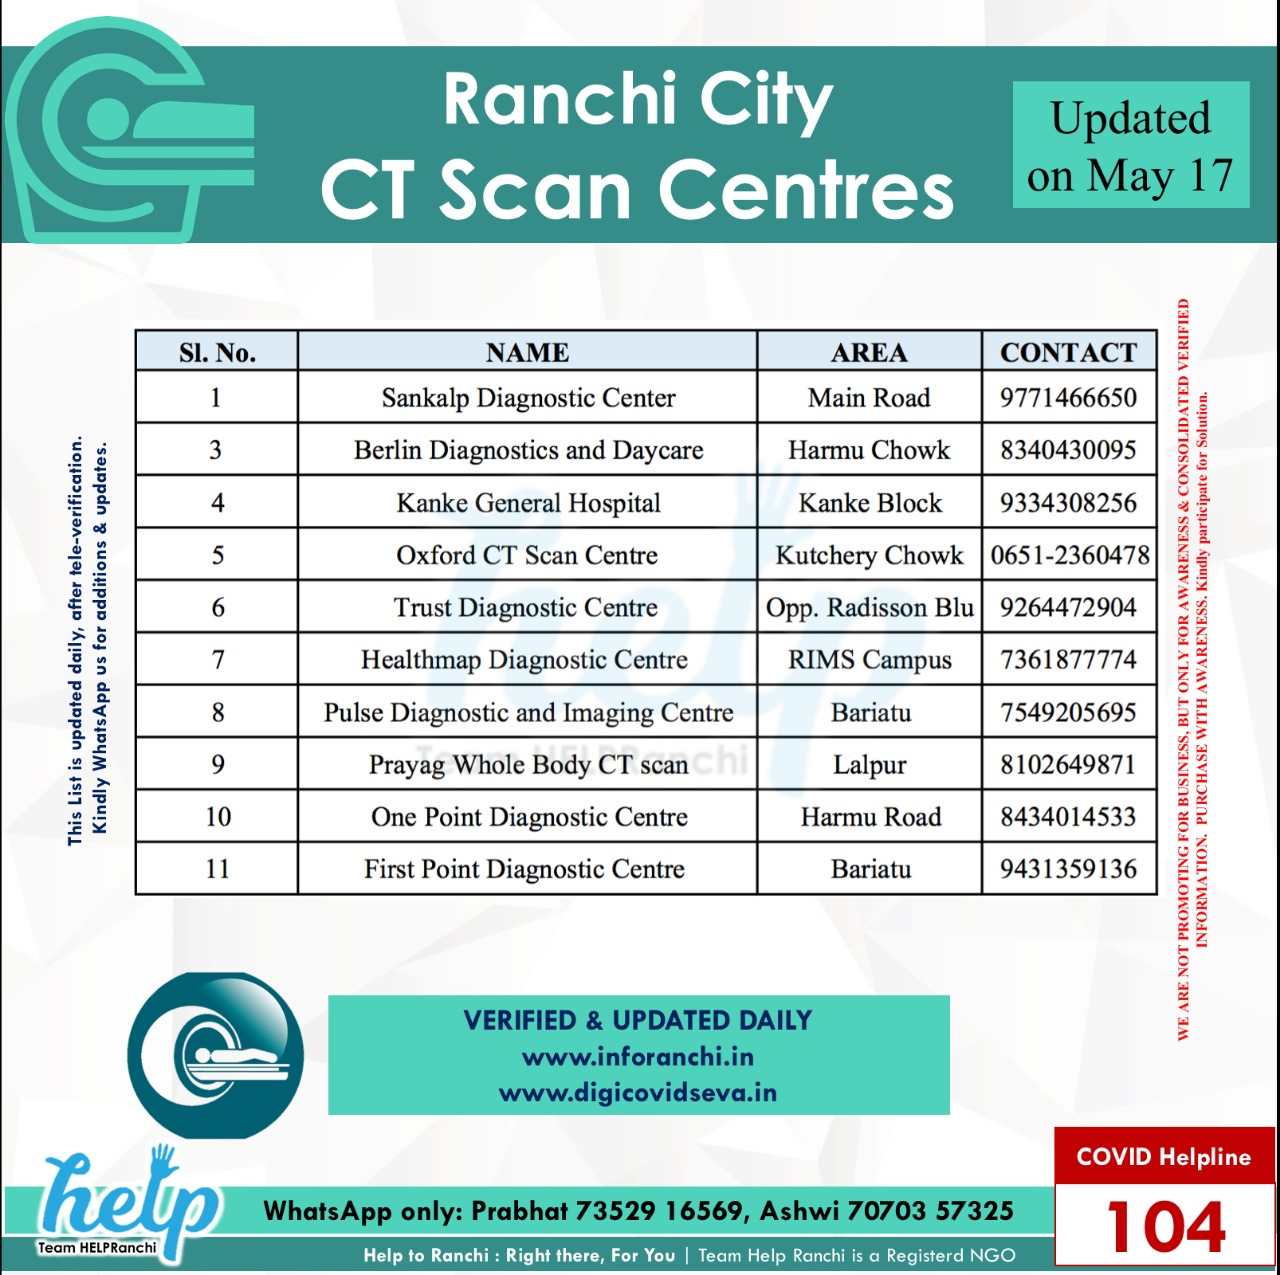 Ranchi City
CT Scan Centres
Updated
on May 17
Sl. No. NAME AREA CONTACT
1 Sankalp Diagnostic Center Main Road 9771466650
3 Berlin Diagnostics and Daycare Harmu Chowk 8340430095
4 Kanke General Hospital Kanke Block 9334308256
5 Oxford CT Scan Centre Kutchery Chowk 0651-2360478
6 Trust Diagnostic Centre Opp. Radisson Blu 9264472904
7 Healthmap Diagnostic Centre RIMS Campus 7361877774
8 Pulse Diagnostic and Imaging Centre Bariatu 7549205695
9 Prayag Whole Body CT scan Lalpur 8102649871
10 One Point Diagnostic Centre Harmu Road 8434014533
11 First Point Diagnostic Centre Bariatu 9431359136
help
Team HELPRanchi
This List is updated daily, after tele-verification.
Kindly WhatsApp us for additions & updates.
WE ARE NOT PROMOTING FOR BUSINESS, BUT ONLY FOR AWARENESS & CONSOLIDATED VERIFIED
INFORMATION. PURCHASE WITH AWARENESS. Kindly participate for Solution.
VERIFIED & UPDATED DAILY
www.inforanchi.in
www.digicovidseva.in
help
Team HELPRanchi
WhatsApp only: Prabhat 73529 16569, Ashwi 70703 57325
Help to Ranchi : Right there, For You | Team Help Ranchi is a Registerd NGO
COVID Helpline
104